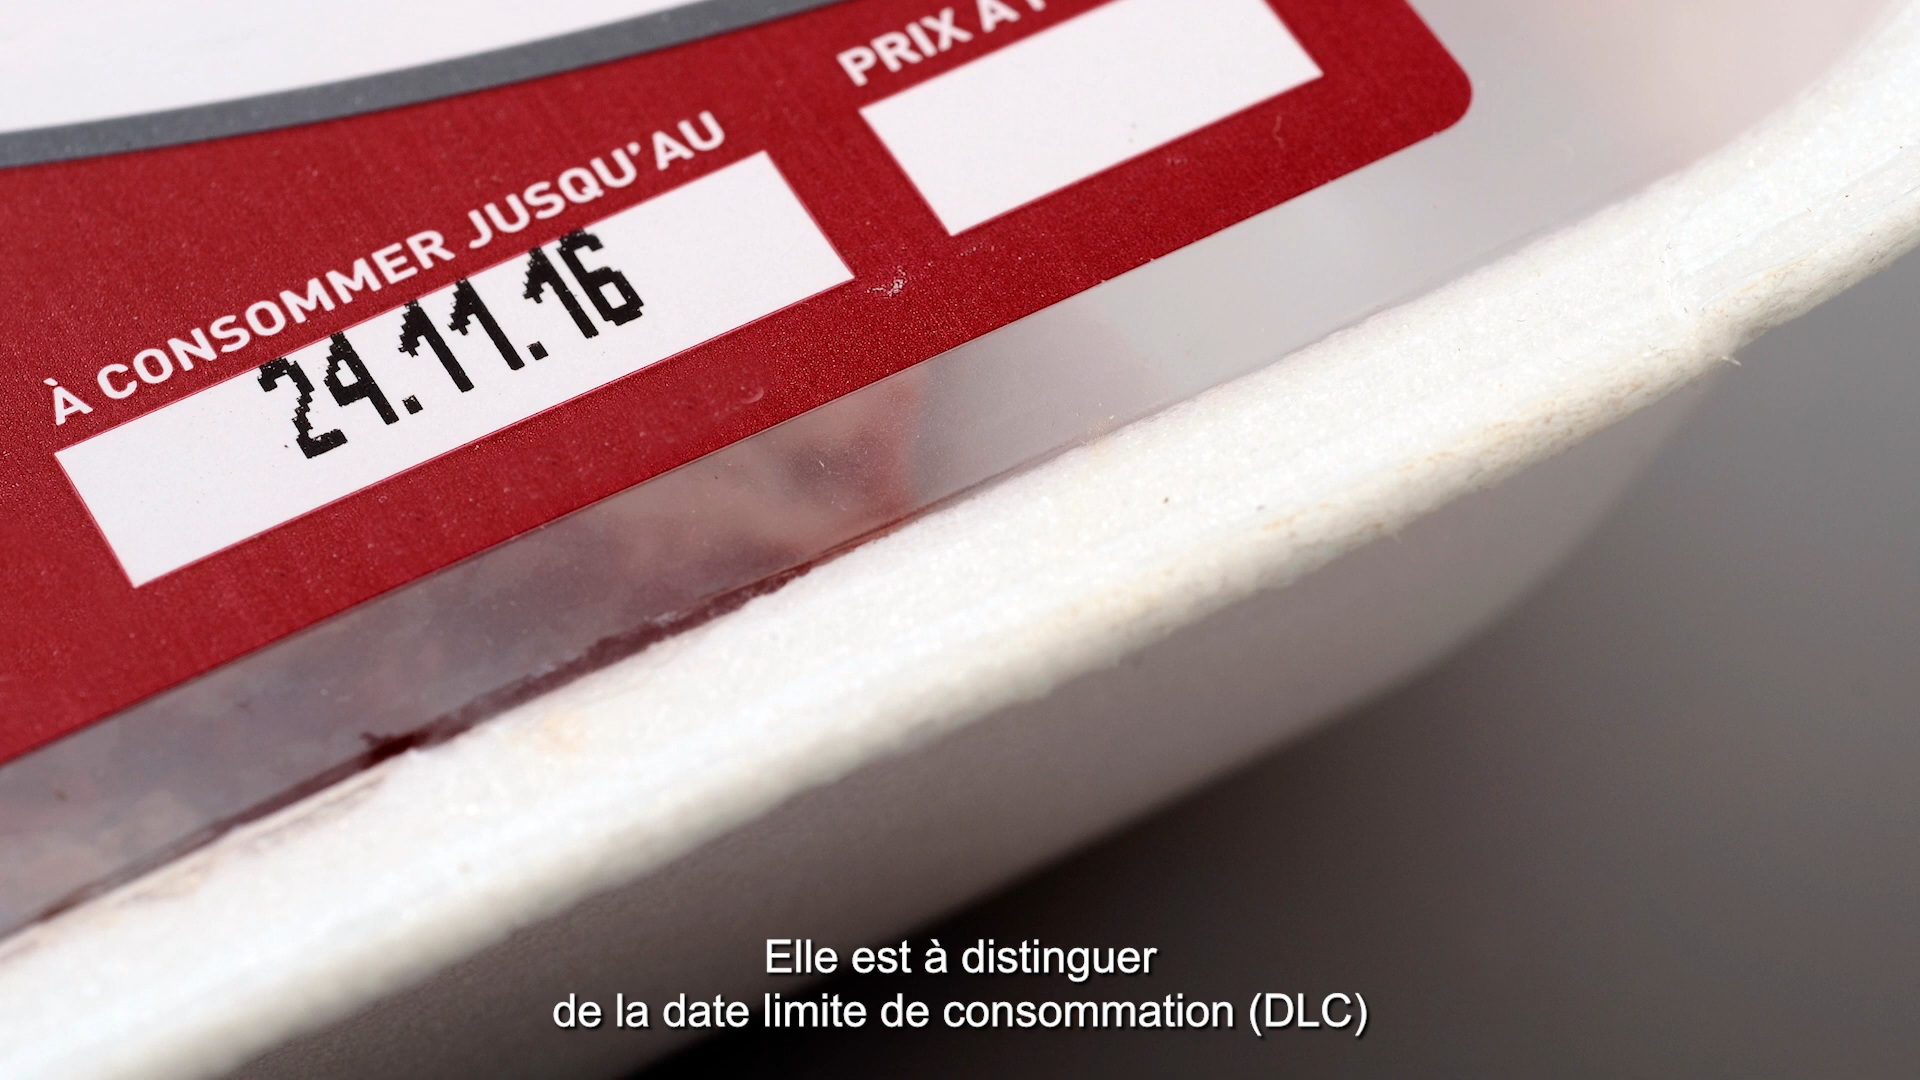 PRIX À
À CONSOMMER JUSQU'AU
24.11.16
Elle est à distinguer
de la date limite de consommation (DLC)